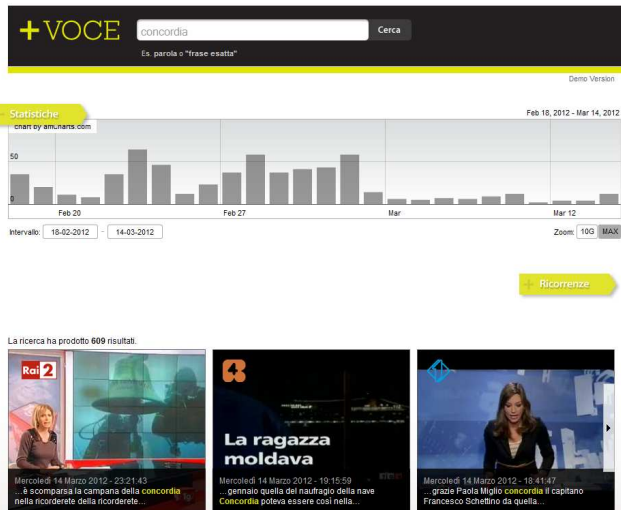 +VOCE
concordia
Cerca
Es. parola o "frase esatta"
Demo Version
Statistiche
Feb 18, 2012 - Mar 14, 2012
chart by amCharts.com
50
0
Feb 20
Feb 27
Mar
Mar 12
Intervallo: 18-02-2012 - 14-03-2012
Zoom: 10G MAX
+ Ricorrenze
La ricerca ha prodotto 609 risultati.
Rai 2
4
La ragazza
moldava
Mercoledì 14 Marzo 2012 - 23:21:43
...è scomparsa la campana della concordia
nella ricorderete della ricorderete...
Mercoledì 14 Marzo 2012 - 19:15:59
...gennaio quella del naufragio della nave
Concordia poteva essere così nella...
Mercoledì 14 Marzo 2012 - 18:41:47
...grazie Paola Miglio concordia il capitano
Francesco Schettino da quella...